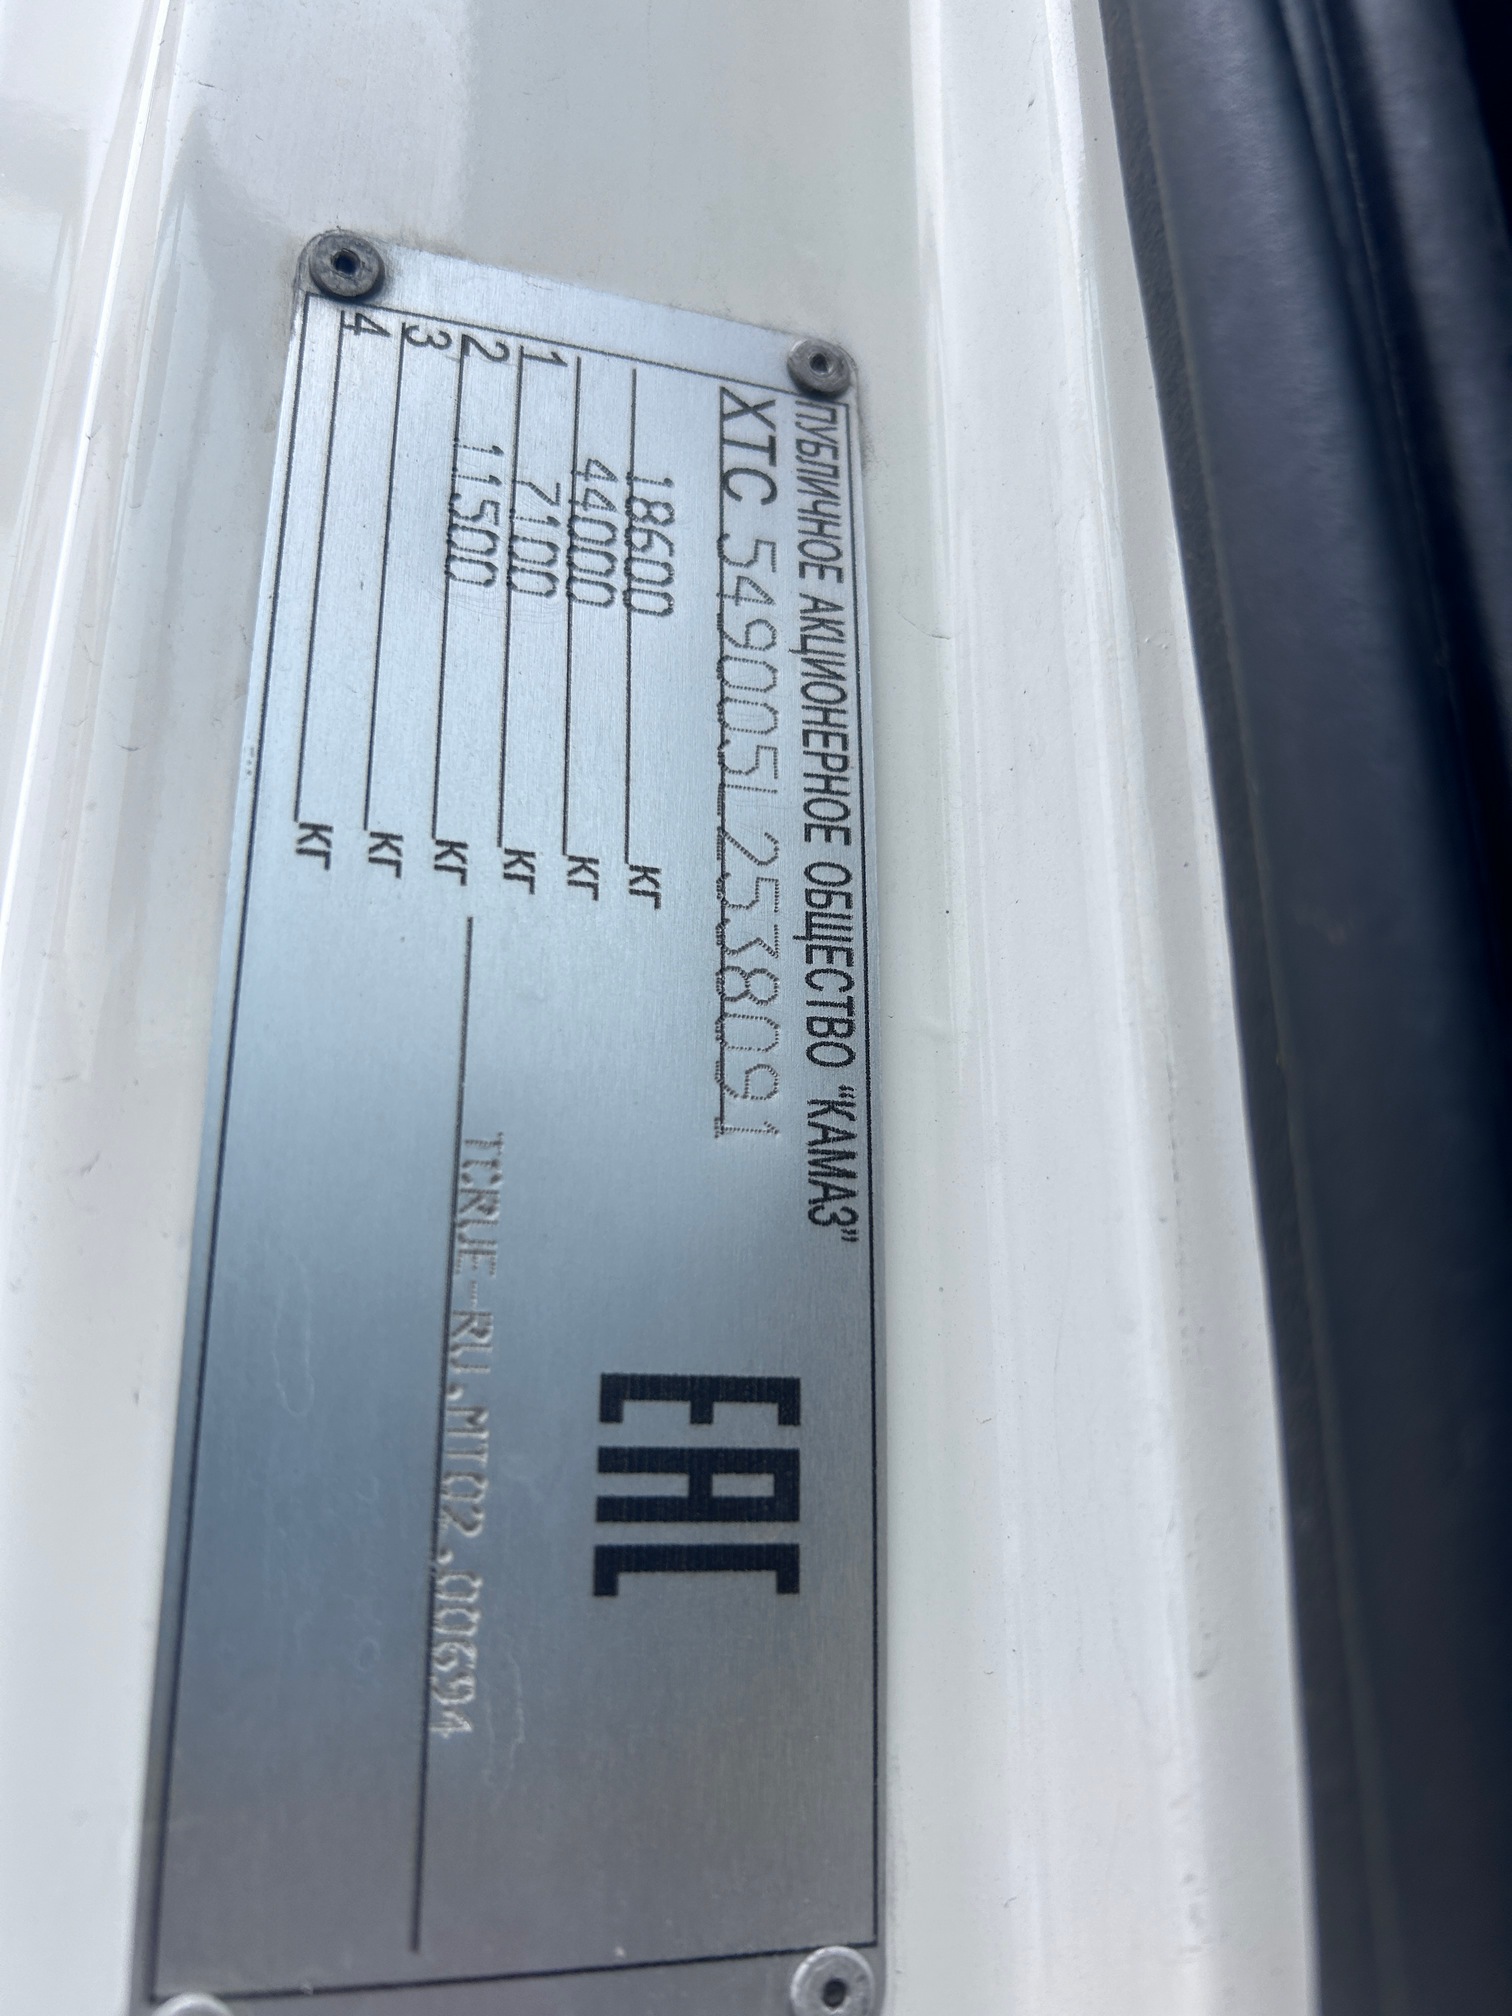 ПУБЛИЧНОЕ АКЦИОНЕРНОЕ ОБЩЕСТВО "КАМАЗ"
XTC 549005L2538091
18600 кг
44000 кг
1 7100 кг
2 11500 кг
3 кг
4 кг
EAC
TCRUE-RU.MT02.00694